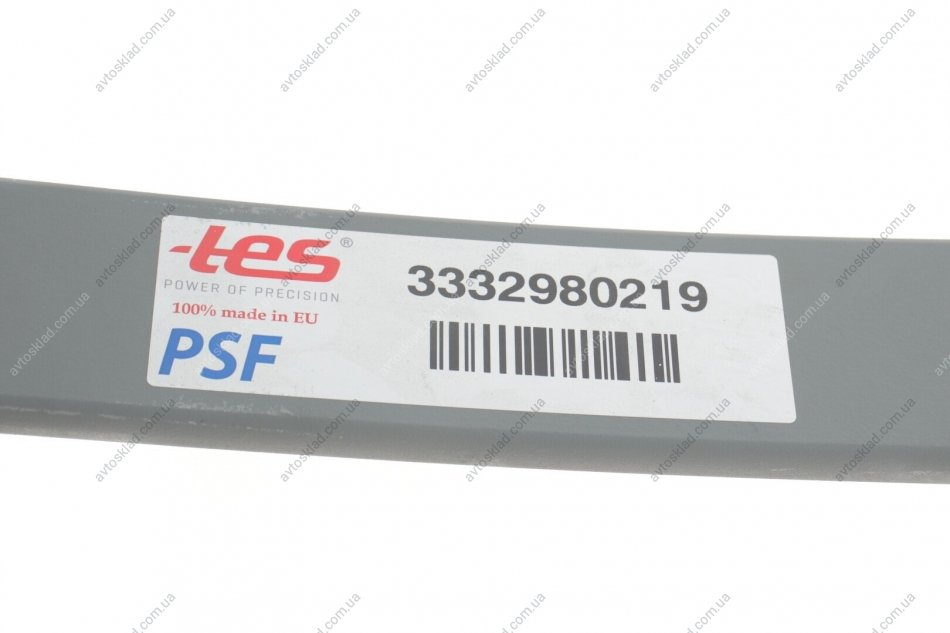 tes®
POWER OF PRECISION
100% made in EU
PSF
3332980219
avtosklad.com.ua